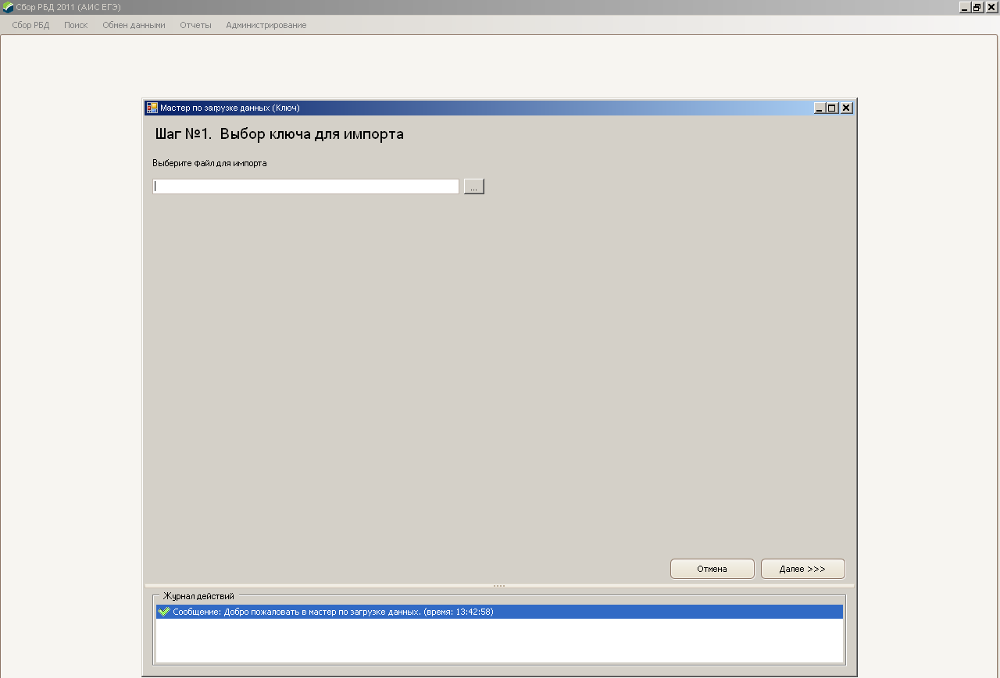 Сбор РБД 2011 (АИС ЕГЭ)
Сбор РБД Поиск Обмен данными Отчеты Администрирование
Мастер по загрузке данных (Ключ)
Шаг №1. Выбор ключа для импорта
Выберите файл для импорта
...
Отмена Далее >>>
Журнал действий
Сообщение: Добро пожаловать в мастер по загрузке данных. (время: 13:42:58)